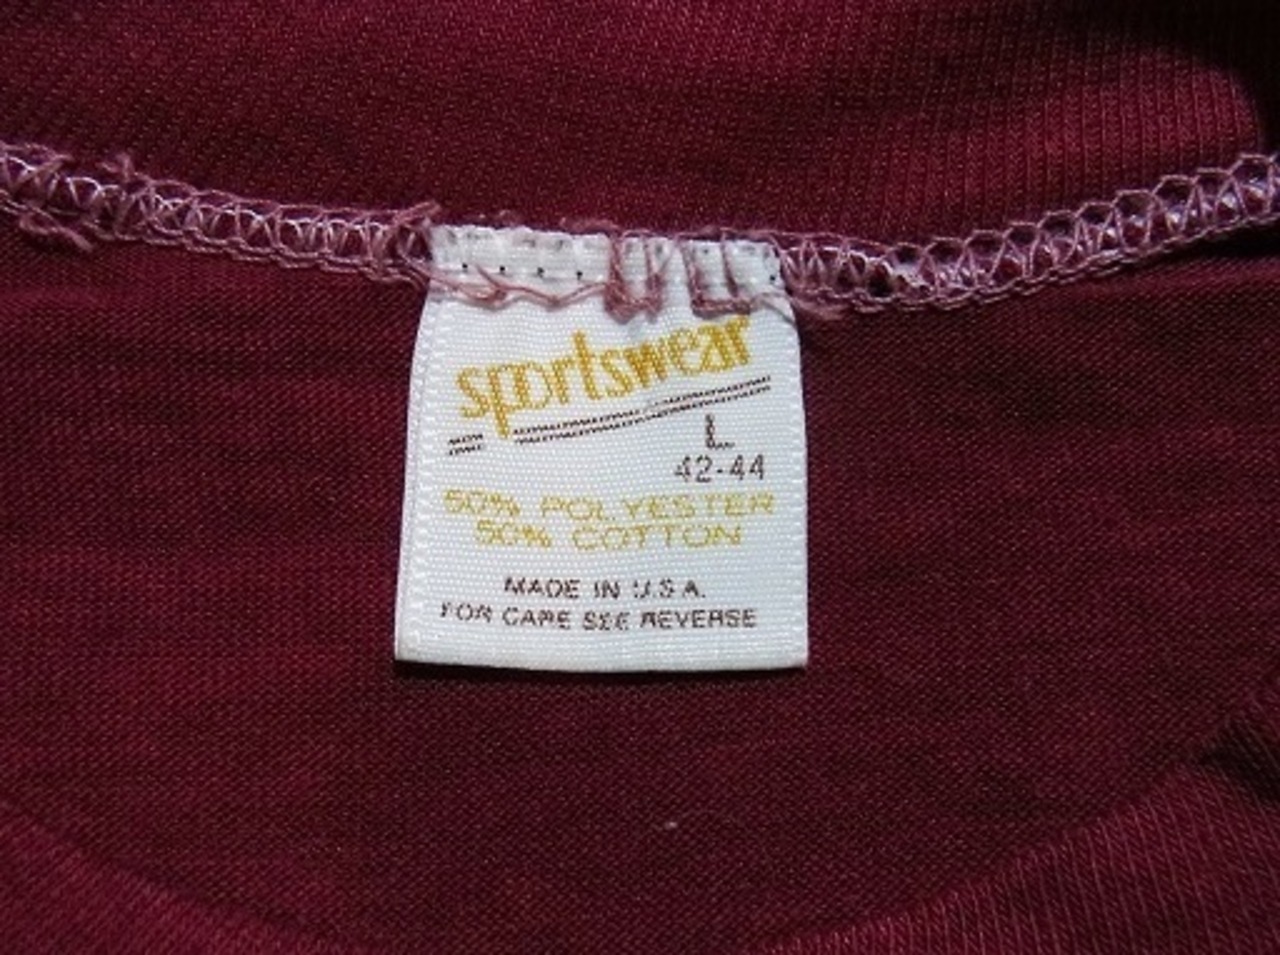 sportswear
L
42-44
50% POLYESTER
50% COTTON
MADE IN U.S.A.
FOR CARE SEE REVERSE